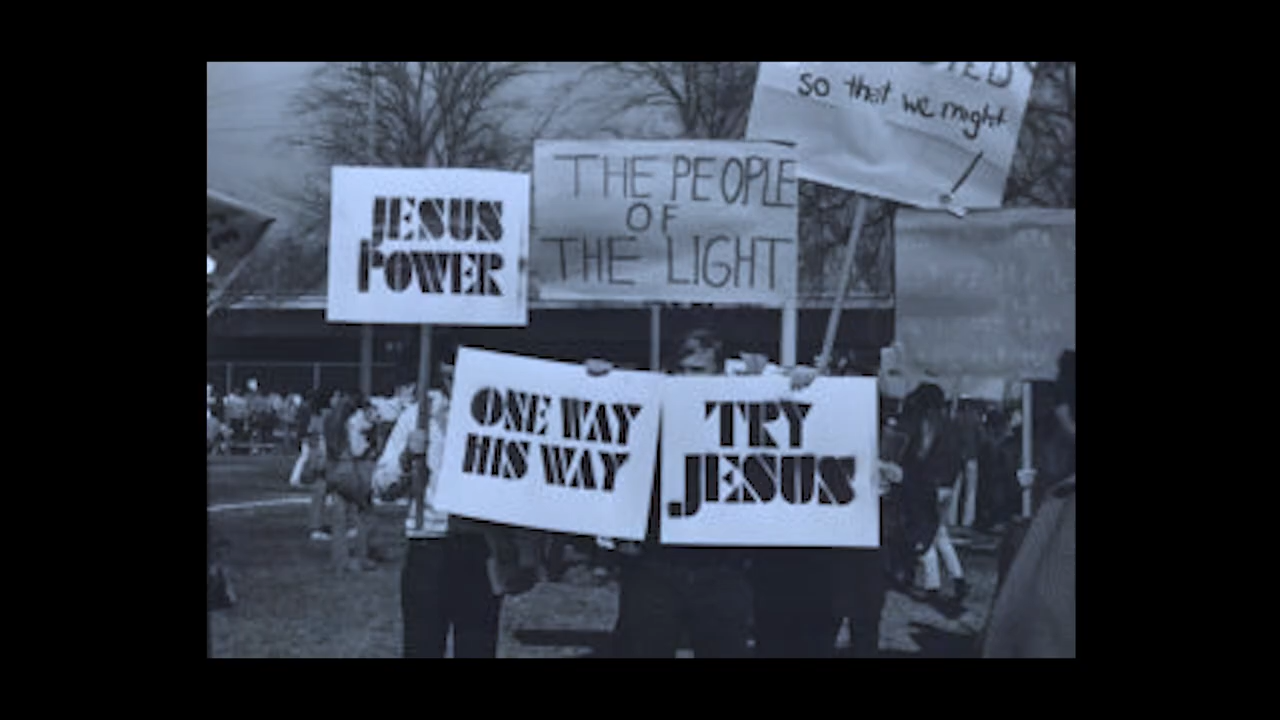 so that we might
THE PEOPLE
OF
THE LIGHT
JESUS
POWER
ONE WAY
HIS WAY
TRY
JESUS